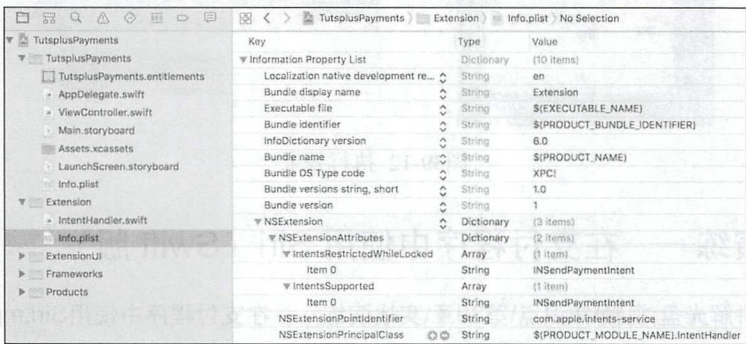 TutsplusPayments 〉 Extension 〉 Info.plist 〉 No Selection
TutsplusPayments
TutsplusPayments
TutsplusPayments.entitlements
AppDelegate.swift
ViewController.swift
Main.storyboard
Assets.xcassets
LaunchScreen.storyboard
Info.plist
Extension
IntentHandler.swift
Info.plist
ExtensionUI
Frameworks
Products
Key Type Value
Information Property List Dictionary (10 items)
Localization native development re... String en
Bundle display name String Extension
Executable file String $(EXECUTABLE_NAME)
Bundle identifier String $(PRODUCT_BUNDLE_IDENTIFIER)
InfoDictionary version String 6.0
Bundle name String $(PRODUCT_NAME)
Bundle OS Type code String XPC!
Bundle versions string, short String 1.0
Bundle version String 1
NSExtension Dictionary (3 items)
NSExtensionAttributes Dictionary (2 items)
IntentsRestrictedWhileLocked Array (1 item)
Item 0 String INSendPaymentIntent
IntentsSupported Array (1 item)
Item 0 String INSendPaymentIntent
NSExtensionPointIdentifier String com.apple.intents-service
NSExtensionPrincipalClass String $(PRODUCT_MODULE_NAME).IntentHandler